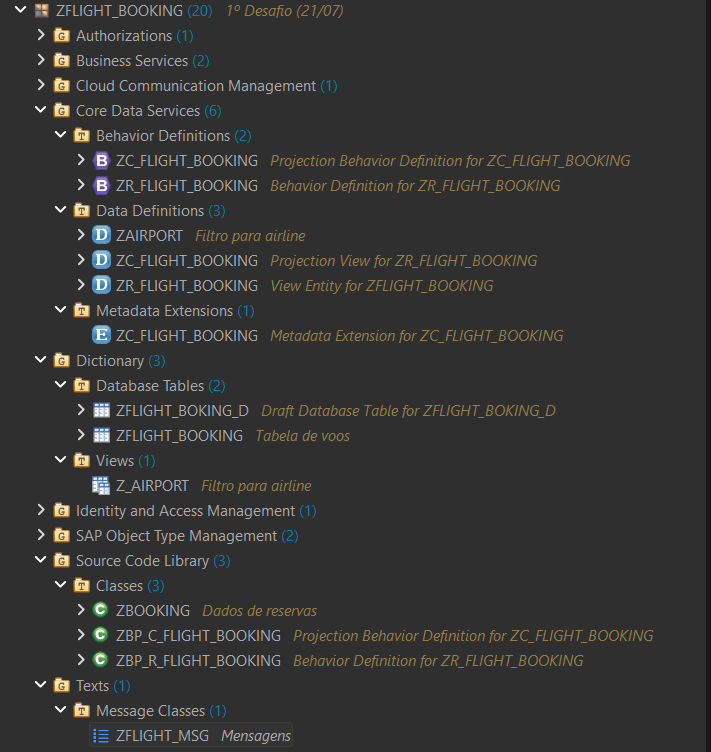 ZFLIGHT_BOOKING (20) 1º Desafio (21/07)
G Authorizations (1)
G Business Services (2)
G Cloud Communication Management (1)
G Core Data Services (6)
T Behavior Definitions (2)
B ZC_FLIGHT_BOOKING Projection Behavior Definition for ZC_FLIGHT_BOOKING
B ZR_FLIGHT_BOOKING Behavior Definition for ZR_FLIGHT_BOOKING
T Data Definitions (3)
D ZAIRPORT Filtro para airline
D ZC_FLIGHT_BOOKING Projection View for ZR_FLIGHT_BOOKING
D ZR_FLIGHT_BOOKING View Entity for ZFLIGHT_BOOKING
T Metadata Extensions (1)
E ZC_FLIGHT_BOOKING Metadata Extension for ZC_FLIGHT_BOOKING
G Dictionary (3)
T Database Tables (2)
ZFLIGHT_BOKING_D Draft Database Table for ZFLIGHT_BOKING_D
ZFLIGHT_BOOKING Tabela de voos
T Views (1)
Z_AIRPORT Filtro para airline
G Identity and Access Management (1)
G SAP Object Type Management (2)
G Source Code Library (3)
T Classes (3)
C ZBOOKING Dados de reservas
C ZBP_C_FLIGHT_BOOKING Projection Behavior Definition for ZC_FLIGHT_BOOKING
C ZBP_R_FLIGHT_BOOKING Behavior Definition for ZR_FLIGHT_BOOKING
G Texts (1)
T Message Classes (1)
ZFLIGHT_MSG Mensagens